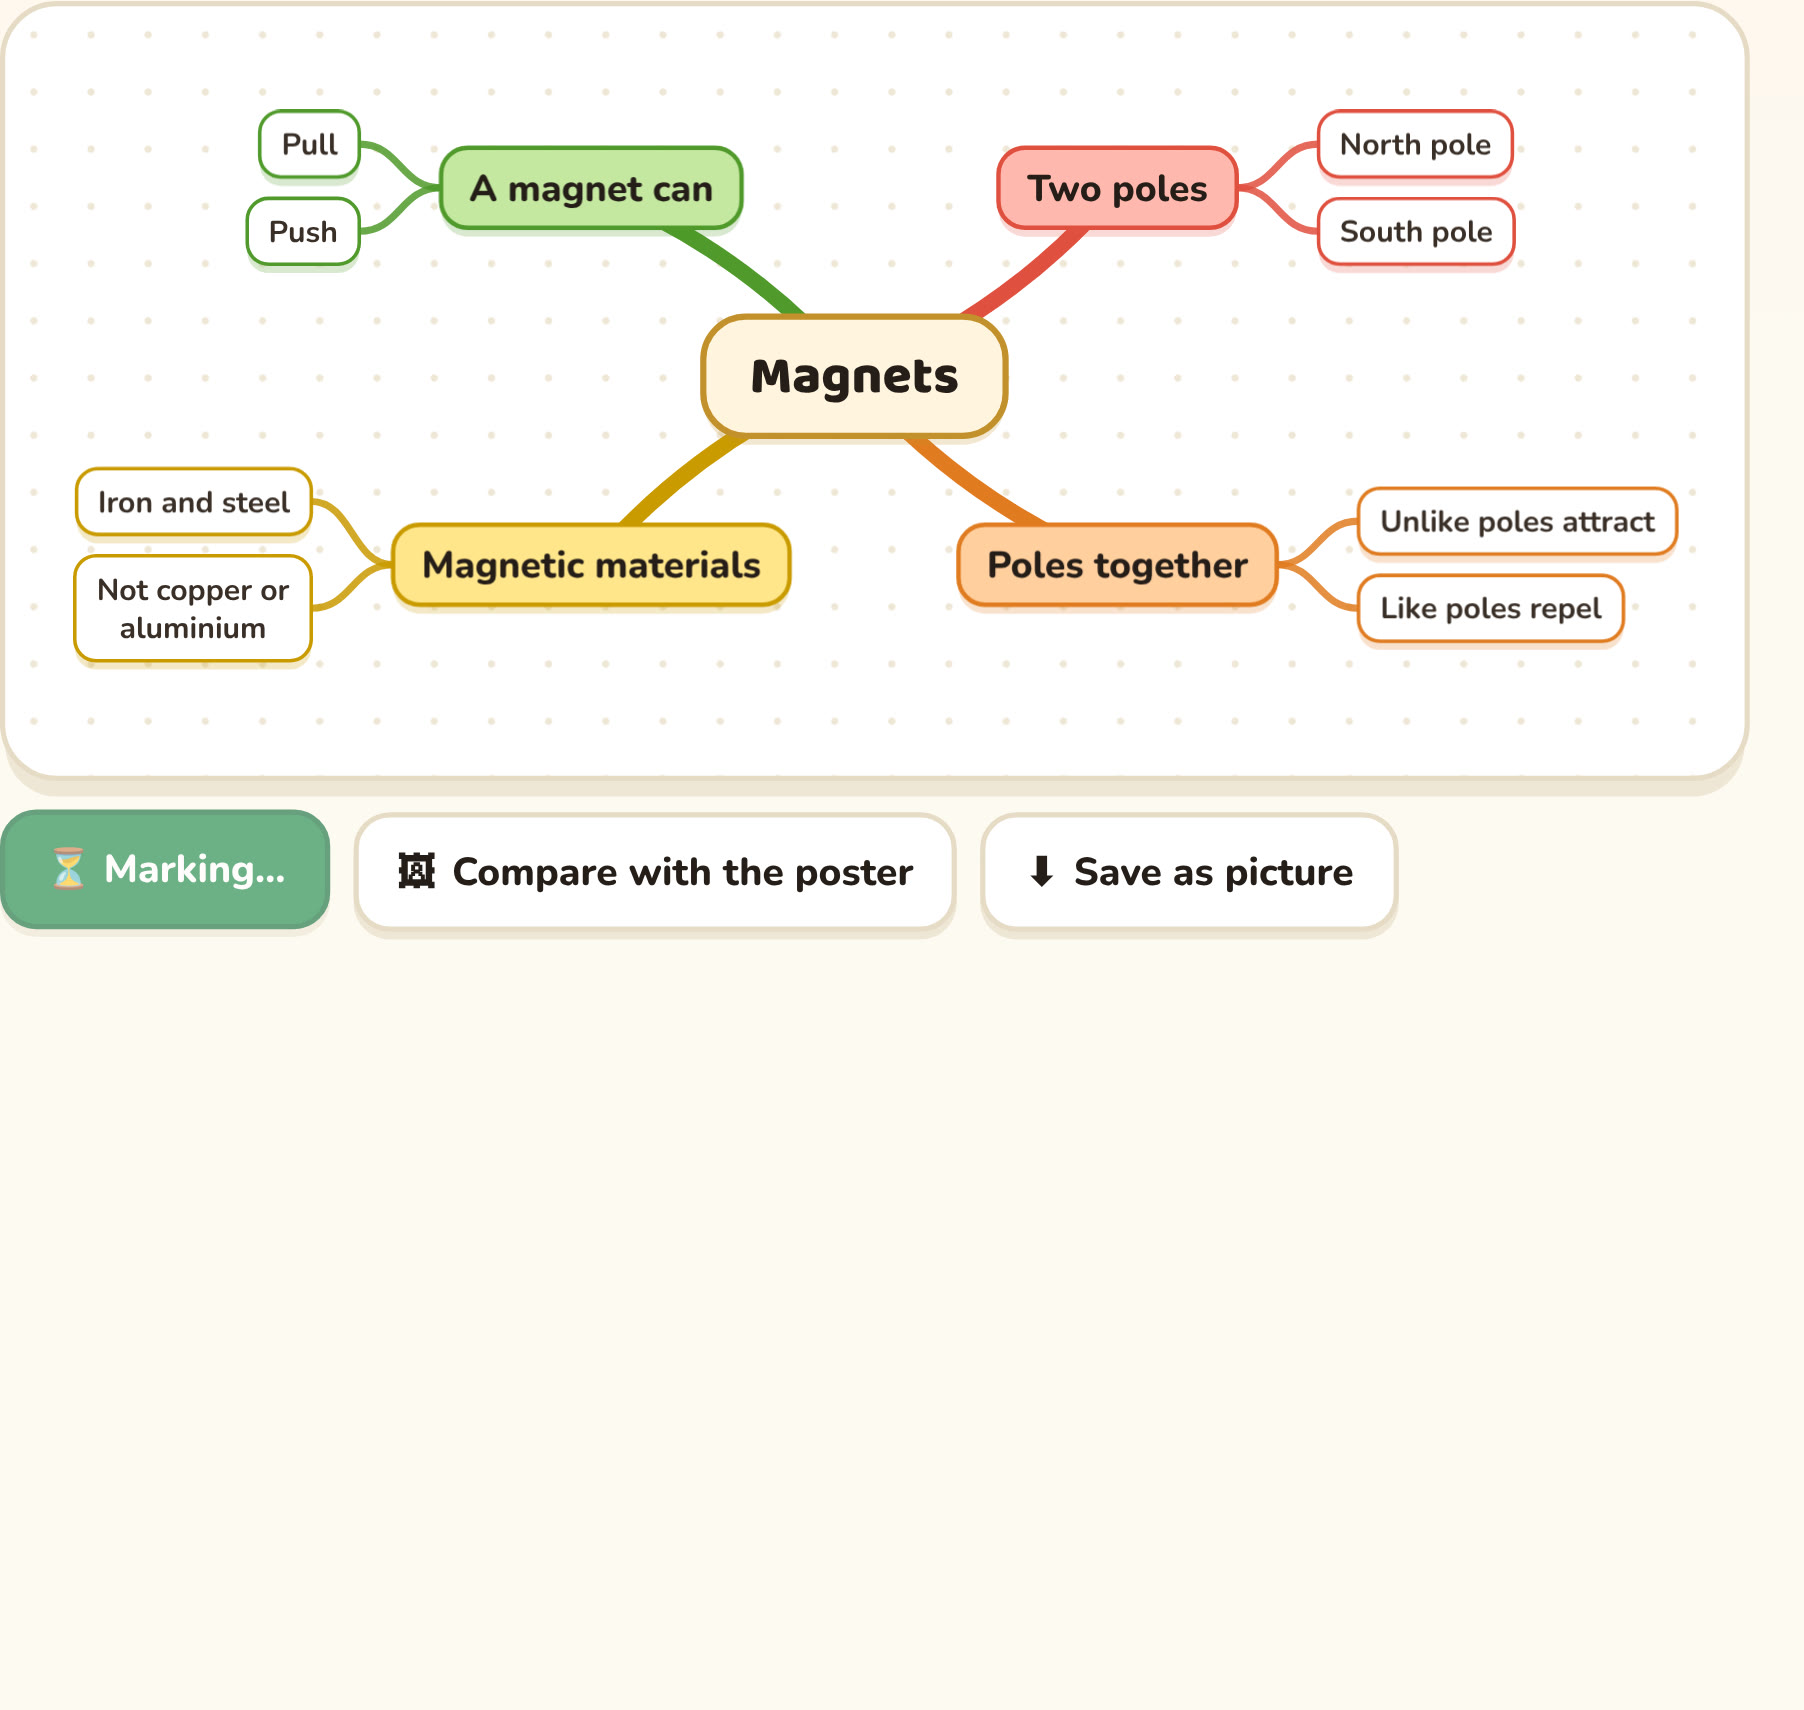 Pull
Push
A magnet can
Two poles
North pole
South pole
Magnets
Iron and steel
Not copper or
aluminium
Magnetic materials
Poles together
Unlike poles attract
Like poles repel
⏳ Marking...
🖼 Compare with the poster
⬇ Save as picture